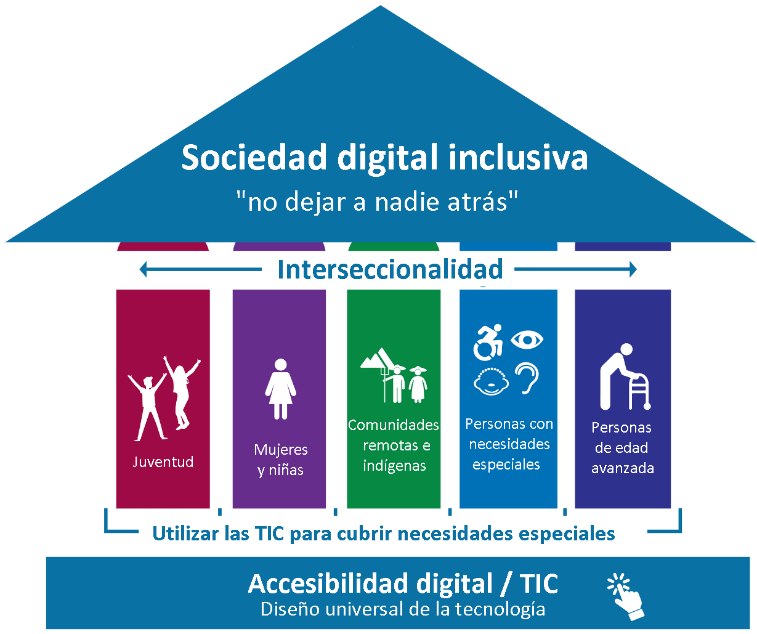 Sociedad digital inclusiva
"no dejar a nadie atrás"
Interseccionalidad
Juventud
Mujeres
y niñas
Comunidades
remotas e
indígenas
Personas con
necesidades
especiales
Personas
de edad
avanzada
Utilizar las TIC para cubrir necesidades especiales
Accesibilidad digital / TIC
Diseño universal de la tecnología